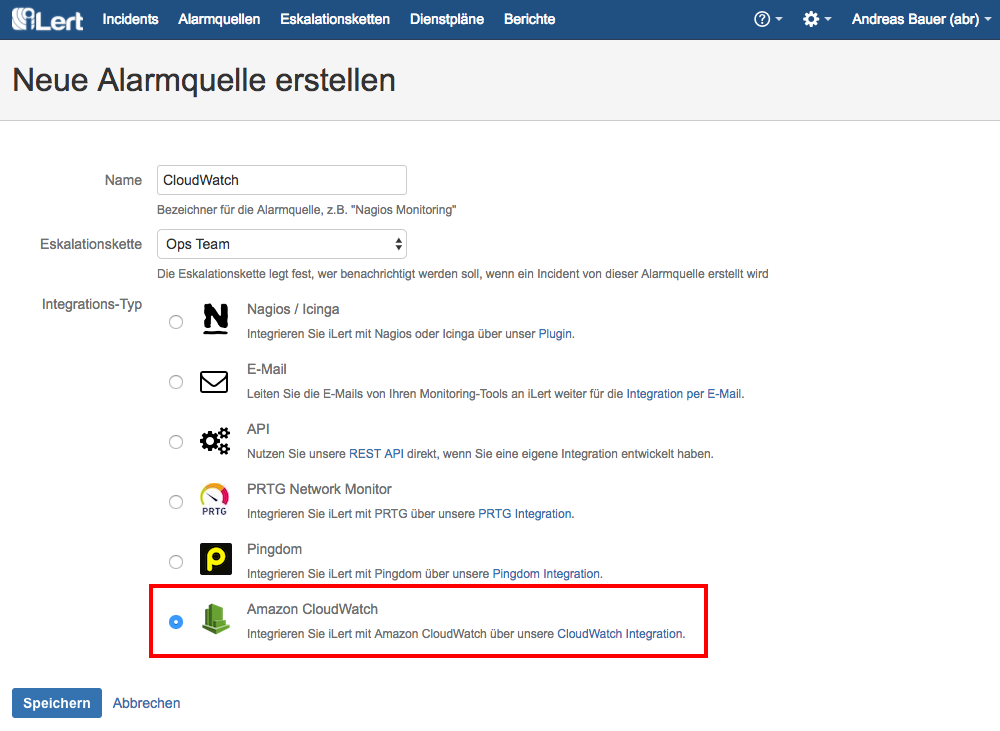 iLert Incidents Alarmquellen Eskalationsketten Dienstpläne Berichte Andreas Bauer (abr)
Neue Alarmquelle erstellen
Name CloudWatch
Bezeichner für die Alarmquelle, z.B. "Nagios Monitoring"
Eskalationskette Ops Team
Die Eskalationskette legt fest, wer benachrichtigt werden soll, wenn ein Incident von dieser Alarmquelle erstellt wird
Integrations-Typ
N Nagios / Icinga
Integrieren Sie iLert mit Nagios oder Icinga über unser Plugin.
E-Mail
Leiten Sie die E-Mails von Ihren Monitoring-Tools an iLert weiter für die Integration per E-Mail.
API
Nutzen Sie unsere REST API direkt, wenn Sie eine eigene Integration entwickelt haben.
PRTG Network Monitor
PRTG
Integrieren Sie iLert mit PRTG über unsere PRTG Integration.
Pingdom
Integrieren Sie iLert mit Pingdom über unsere Pingdom Integration.
Amazon CloudWatch
Integrieren Sie iLert mit Amazon CloudWatch über unsere CloudWatch Integration.
Speichern Abbrechen